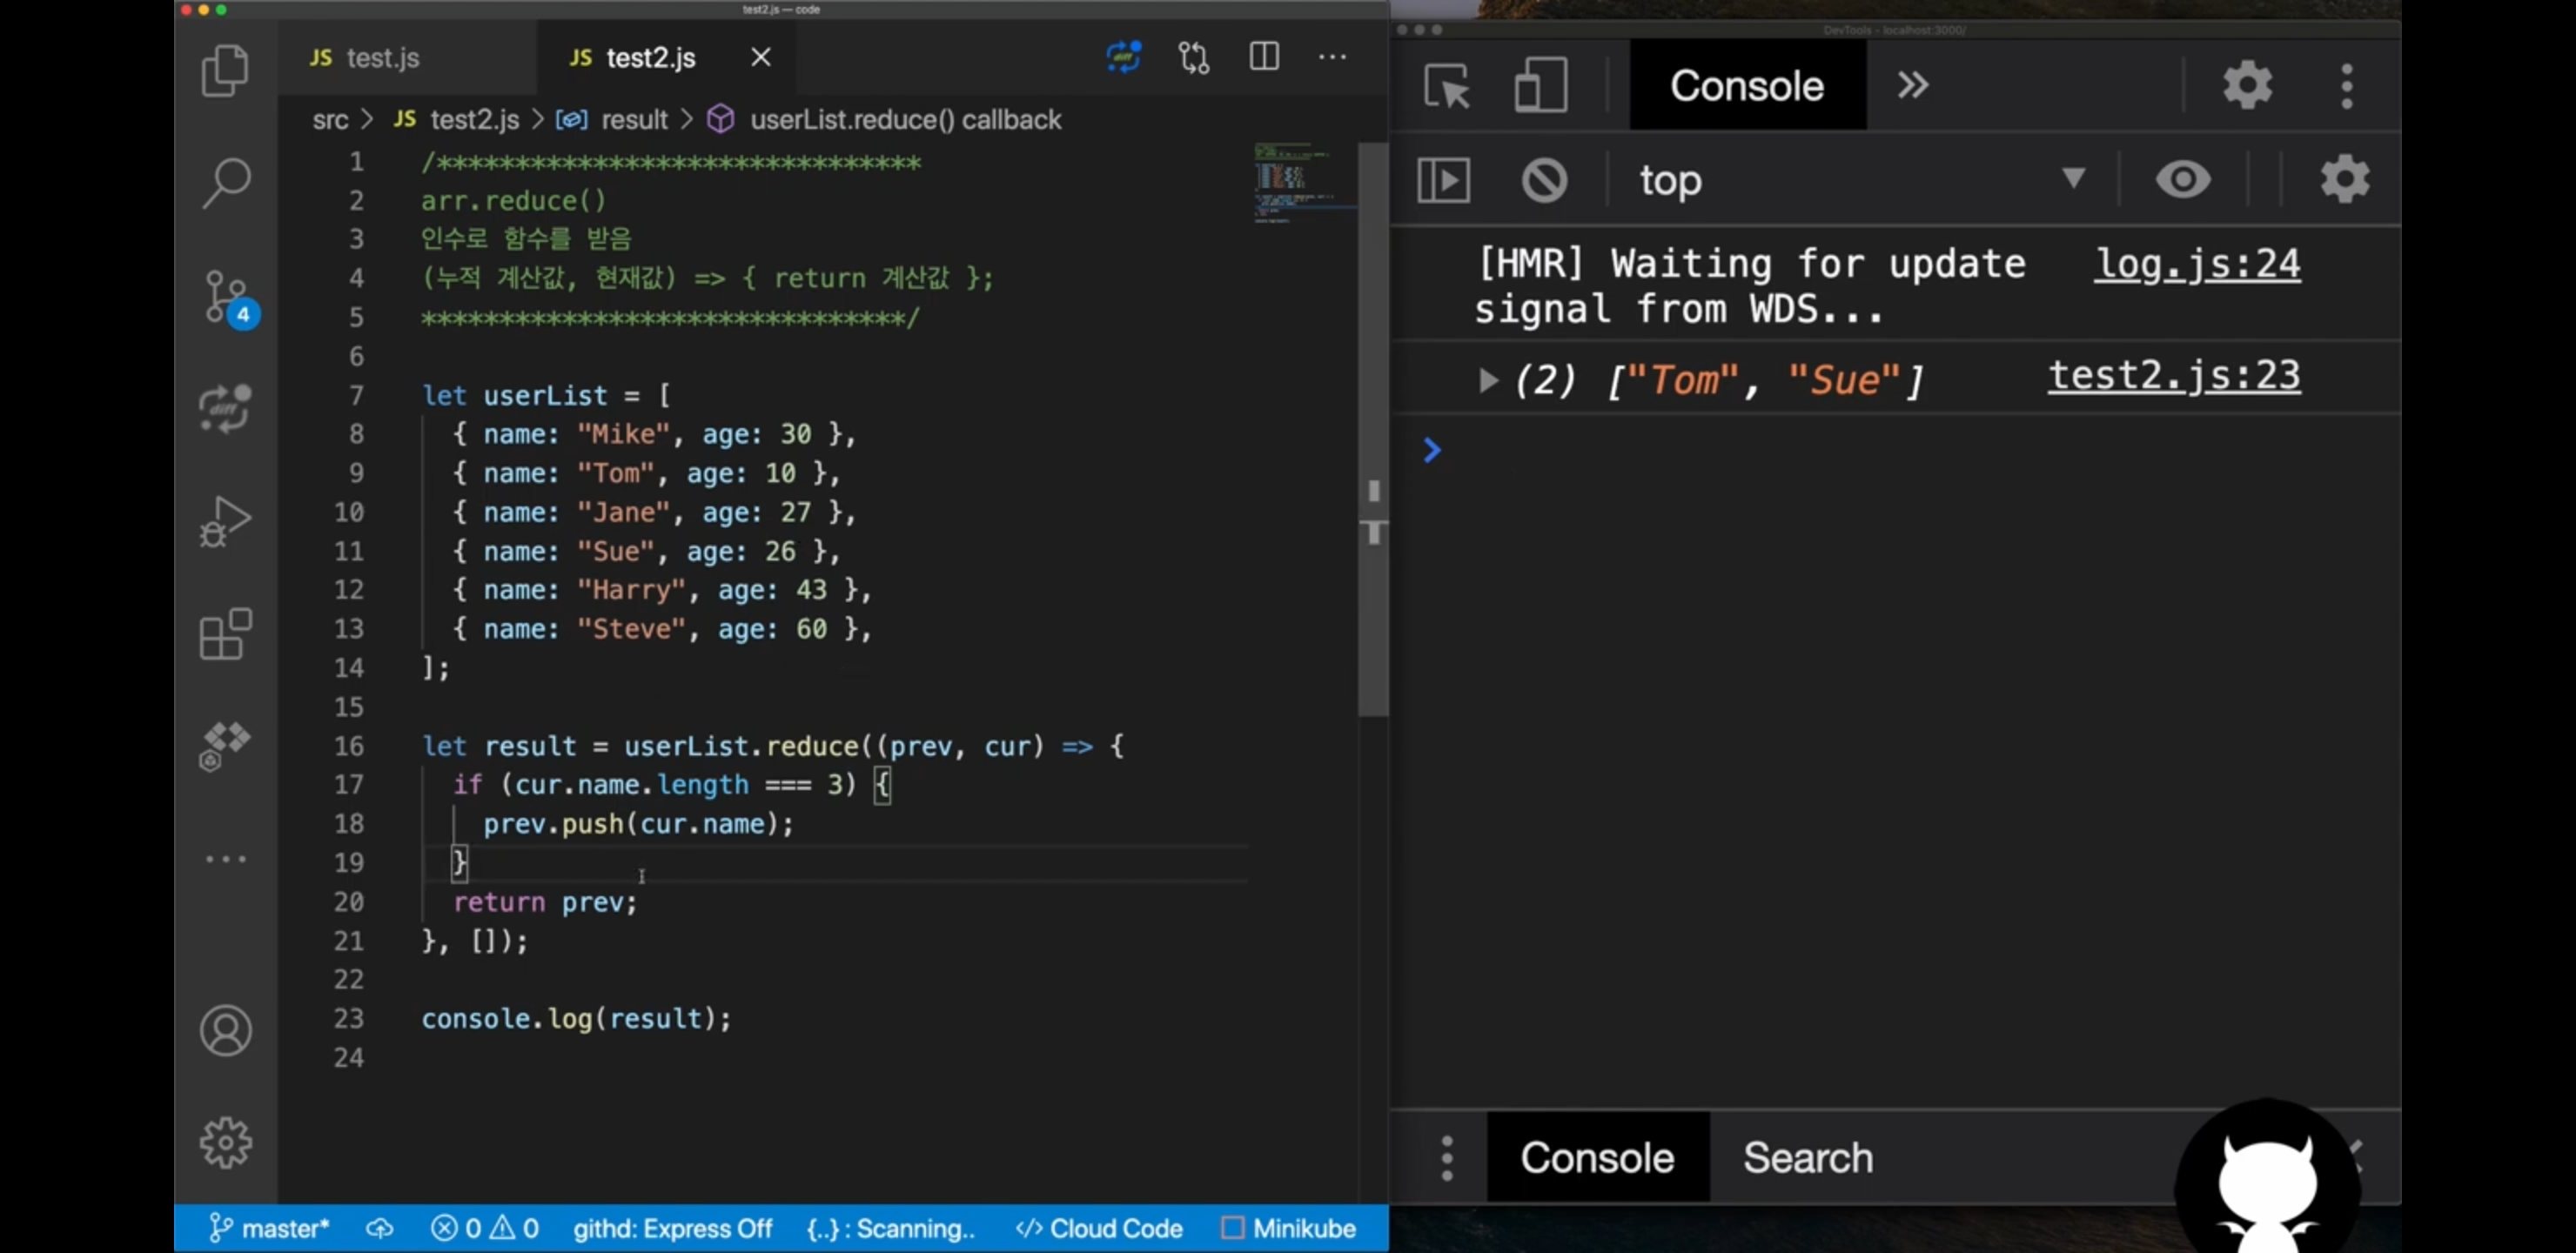 test2.js — code
JS test.js
JS test2.js
diff
src > JS test2.js > result > userList.reduce() callback
1 /*******************************
2 arr.reduce()
3 인수로 함수를 받음
4 (누적 계산값, 현재값) => { return 계산값 };
5 *******************************/
6
7 let userList = [
8 { name: "Mike", age: 30 },
9 { name: "Tom", age: 10 },
10 { name: "Jane", age: 27 },
11 { name: "Sue", age: 26 },
12 { name: "Harry", age: 43 },
13 { name: "Steve", age: 60 },
14 ];
15
16 let result = userList.reduce((prev, cur) => {
17 if (cur.name.length === 3) {
18 prev.push(cur.name);
19 }
20 return prev;
21 }, []);
22
23 console.log(result);
24
4
diff
master* 0 0 githd: Express Off {..} : Scanning.. </> Cloud Code Minikube
DevTools - localhost:3000/
Console
top
[HMR] Waiting for update log.js:24
signal from WDS...
(2) ["Tom", "Sue"] test2.js:23
Console Search